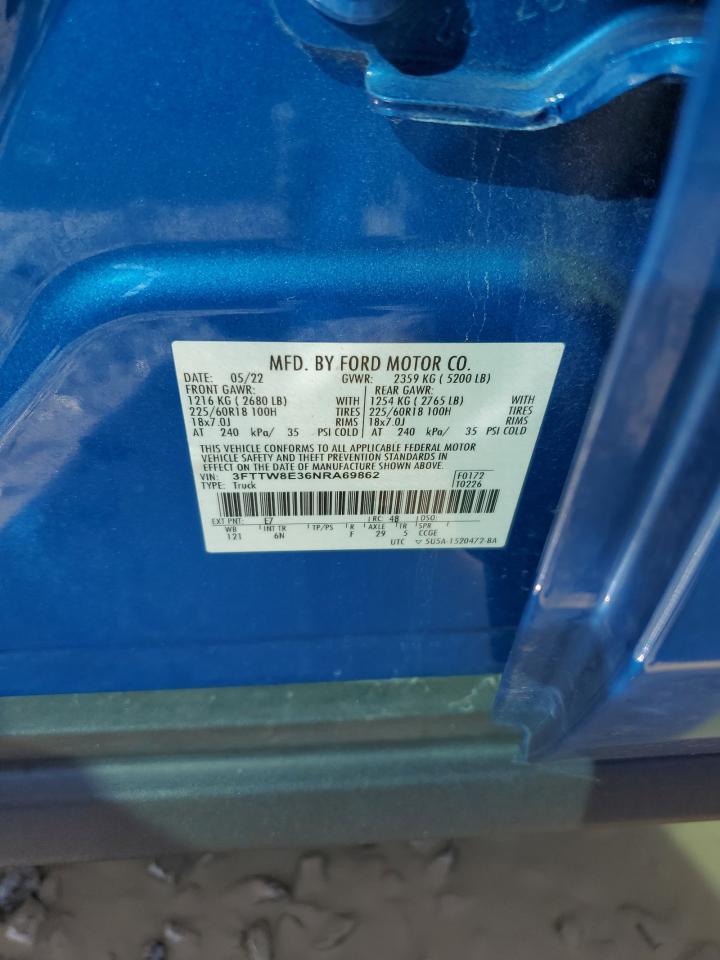 MFD. BY FORD MOTOR CO.
DATE: 05/22 GVWR: 2359 KG ( 5200 LB)
FRONT GAWR: REAR GAWR:
1216 KG ( 2680 LB) WITH 1254 KG ( 2765 LB) WITH
225/60R18 100H TIRES 225/60R18 100H TIRES
18x7.0J RIMS 18x7.0J RIMS
AT 240 kPa/ 35 PSI COLD AT 240 kPa/ 35 PSI COLD
THIS VEHICLE CONFORMS TO ALL APPLICABLE FEDERAL MOTOR
VEHICLE SAFETY AND THEFT PREVENTION STANDARDS IN
EFFECT ON THE DATE OF MANUFACTURE SHOWN ABOVE.
VIN: 3FTTW8E36NRA69862 F0172
TYPE: Truck T0226
EXT PNT: E7 RC: 48 DSO:
WB INT TR TP/PS R AXLE TR SPR
121 6N F 29 5 CCGE
UTC ▽ 5U5A-1520472-BA